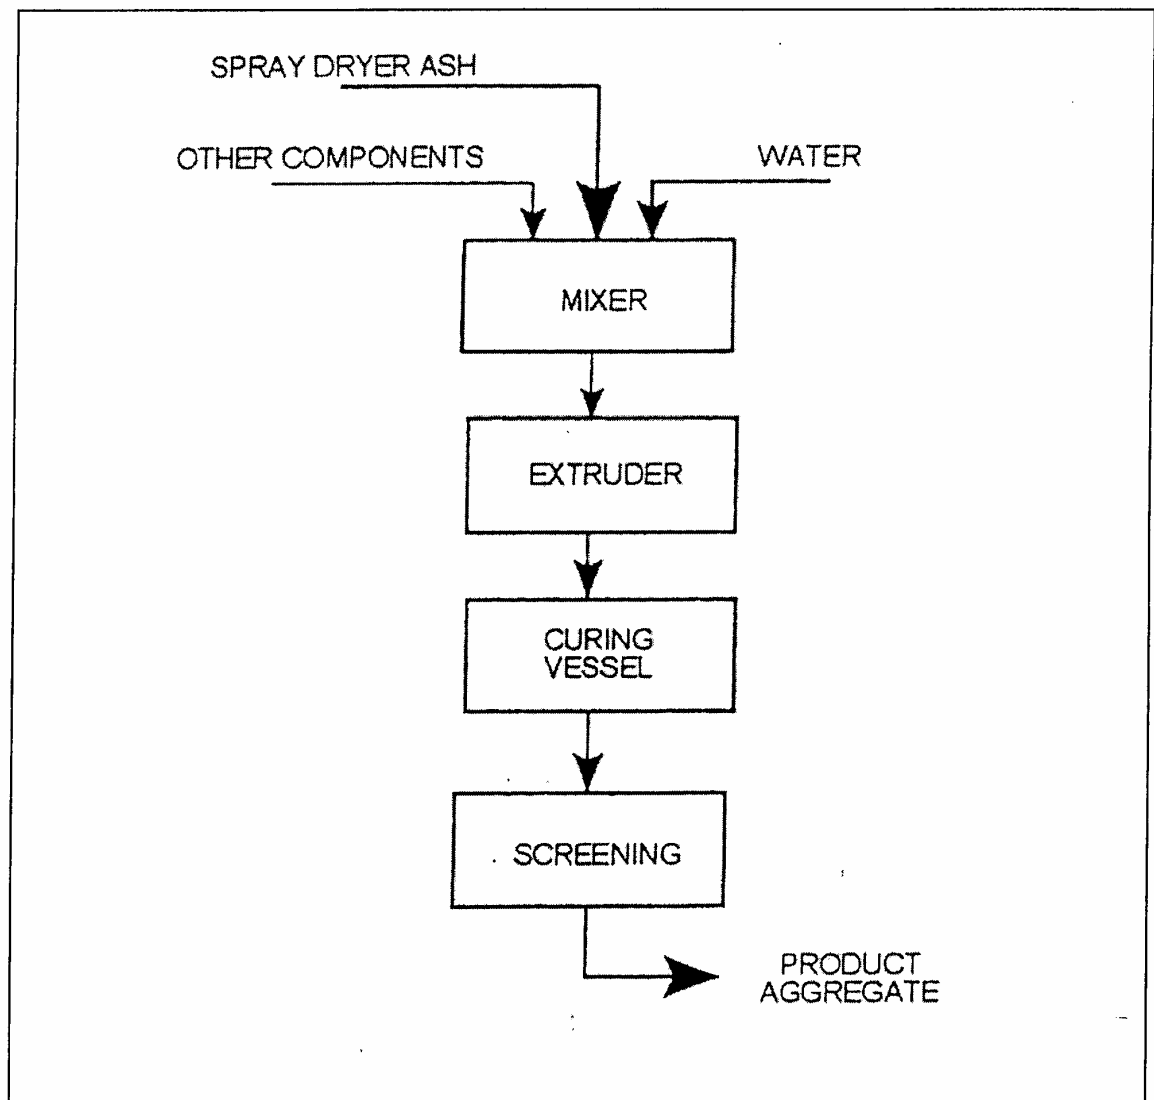 SPRAY DRYER ASH
OTHER COMPONENTS
WATER
MIXER
EXTRUDER
CURING
VESSEL
SCREENING
PRODUCT
AGGREGATE